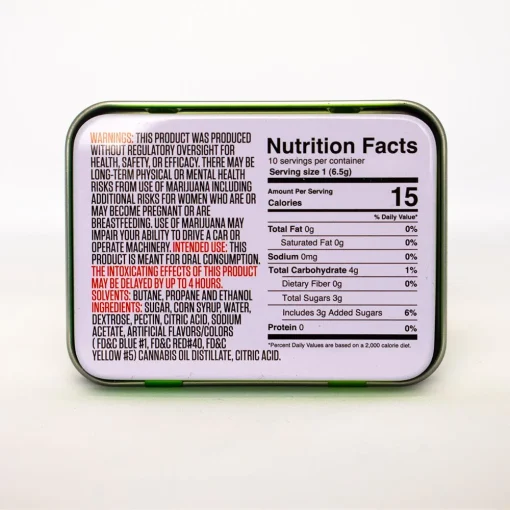 WARNINGS: THIS PRODUCT WAS PRODUCED
WITHOUT REGULATORY OVERSIGHT FOR
HEALTH, SAFETY, OR EFFICACY. THERE MAY BE
LONG-TERM PHYSICAL OR MENTAL HEALTH
RISKS FROM USE OF MARIJUANA INCLUDING
ADDITIONAL RISKS FOR WOMEN WHO ARE OR
MAY BECOME PREGNANT OR ARE
BREASTFEEDING. USE OF MARIJUANA MAY
IMPAIR YOUR ABILITY TO DRIVE A CAR OR
OPERATE MACHINERY. INTENDED USE: THIS
PRODUCT IS MEANT FOR ORAL CONSUMPTION.
THE INTOXICATING EFFECTS OF THIS PRODUCT
MAY BE DELAYED BY UP TO 4 HOURS.
SOLVENTS: BUTANE, PROPANE AND ETHANOL
INGREDIENTS: SUGAR, CORN SYRUP, WATER,
DEXTROSE, PECTIN, CITRIC ACID, SODIUM
ACETATE, ARTIFICIAL FLAVORS/COLORS
( FD&C BLUE #1, FD&C RED#40, FD&C
YELLOW #5) CANNABIS OIL DISTILLATE, CITRIC ACID.
Nutrition Facts
10 servings per container
Serving size 1 (6.5g)
Amount Per Serving
Calories 15
% Daily Value*
Total Fat 0g 0%
Saturated Fat 0g 0%
Sodium 0mg 0%
Total Carbohydrate 4g 1%
Dietary Fiber 0g 0%
Total Sugars 3g
Includes 3g Added Sugars 6%
Protein 0 0%
*Percent Daily Values are based on a 2,000 calorie diet.